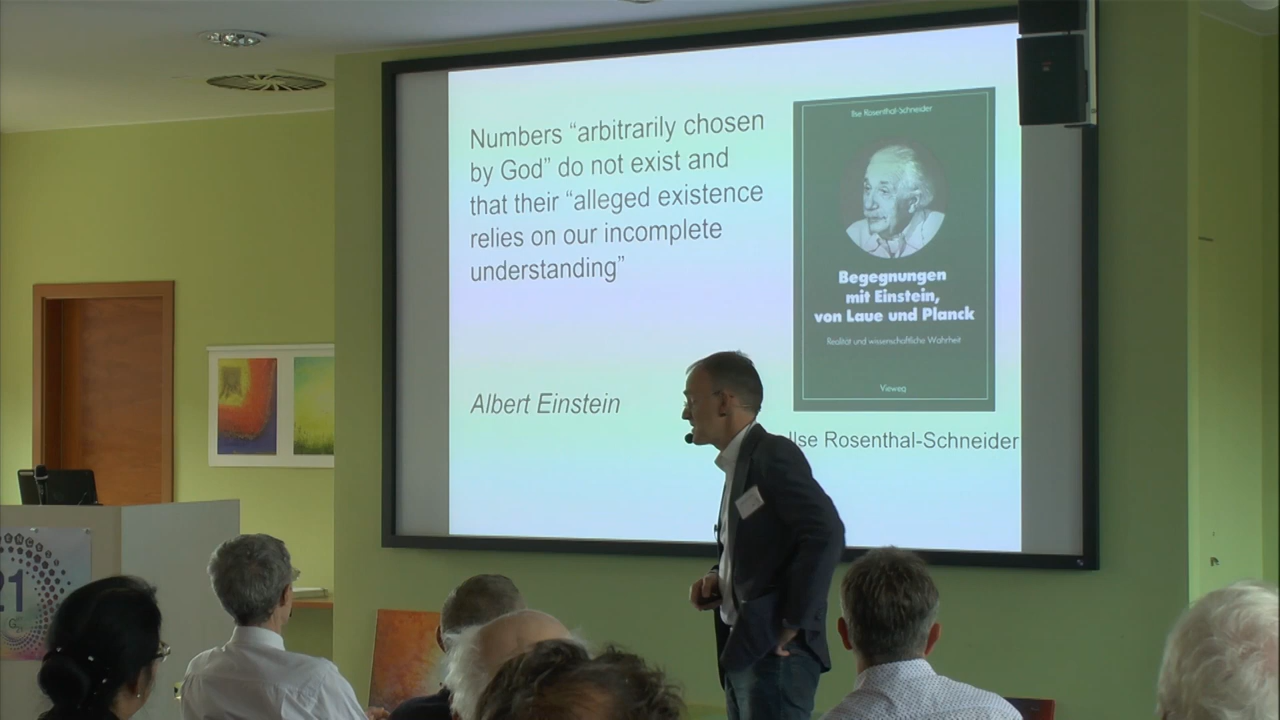 Numbers “arbitrarily chosen
by God” do not exist and
that their “alleged existence
relies on our incomplete
understanding”
Albert Einstein
Ilse Rosenthal-Schneider
Begegnungen
mit Einstein,
von Laue und Planck
Realität und wissenschaftliche Wahrheit
Vieweg
Ilse Rosenthal-Schneider
21